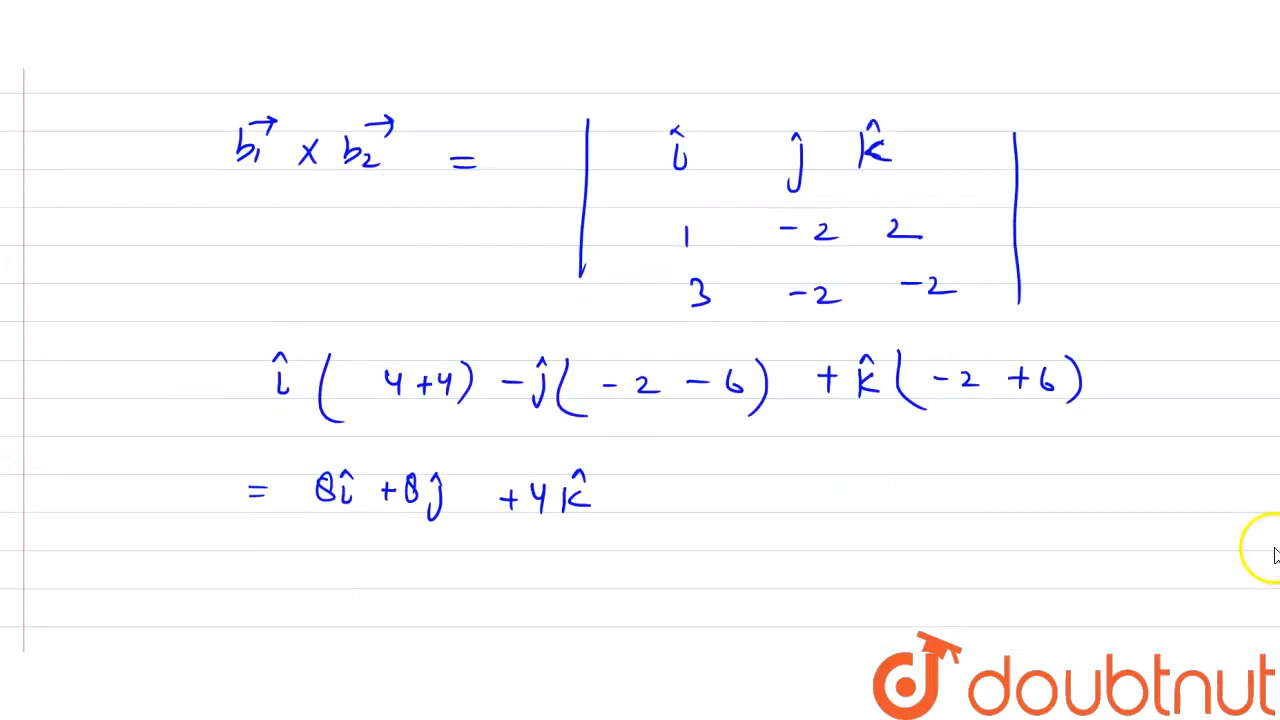 b₁⃗ × b₂⃗ = | î ĵ k̂ |
1 -2 2
3 -2 -2
î ( 4+4) - ĵ( -2 -6) + k̂ ( -2 +6)
= 8î +8ĵ +4k̂
doubtnut